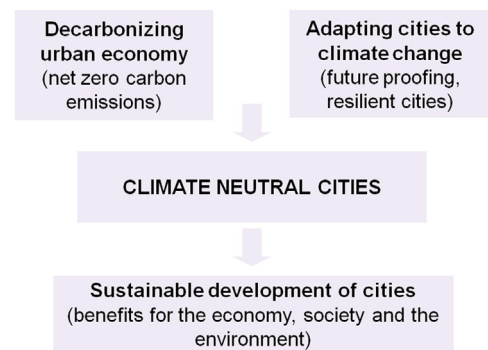 Decarbonizing
urban economy
(net zero carbon
emissions)
Adapting cities to
climate change
(future proofing,
resilient cities)
CLIMATE NEUTRAL CITIES
Sustainable development of cities
(benefits for the economy, society and the
environment)